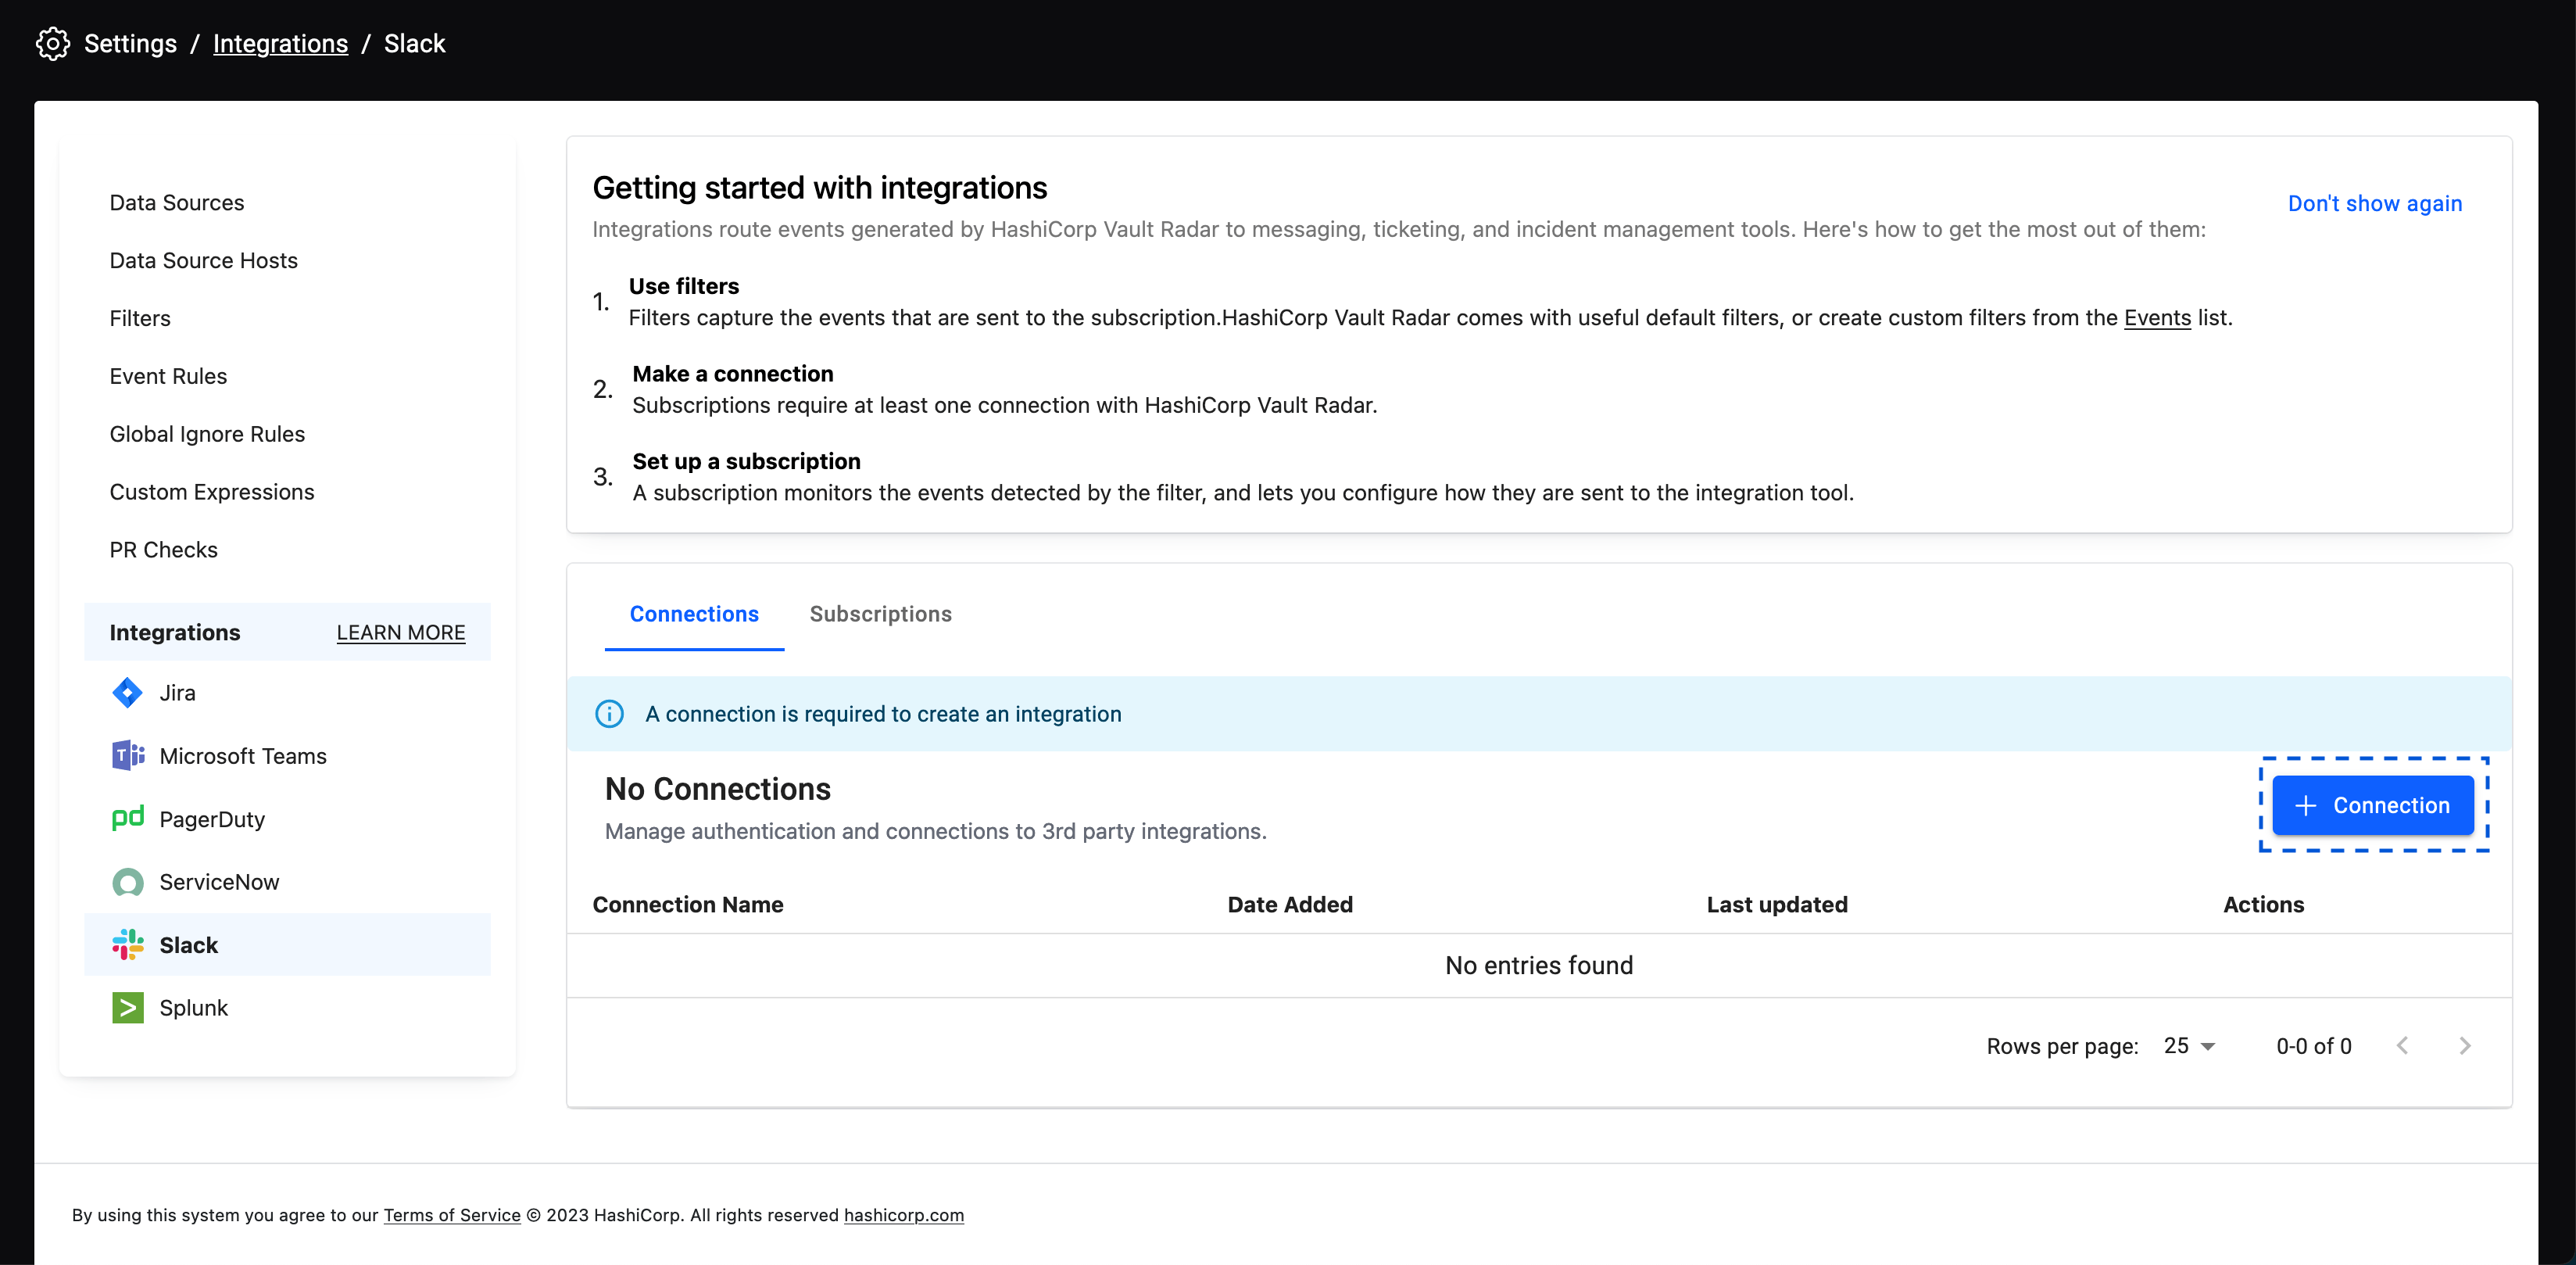 Settings / Integrations / Slack
Data Sources
Data Source Hosts
Filters
Event Rules
Global Ignore Rules
Custom Expressions
PR Checks
Integrations LEARN MORE
Jira
Microsoft Teams
PagerDuty
ServiceNow
Slack
Splunk
Getting started with integrations
Don't show again
Integrations route events generated by HashiCorp Vault Radar to messaging, ticketing, and incident management tools. Here's how to get the most out of them:
1. Use filters
Filters capture the events that are sent to the subscription.HashiCorp Vault Radar comes with useful default filters, or create custom filters from the Events list.
2. Make a connection
Subscriptions require at least one connection with HashiCorp Vault Radar.
3. Set up a subscription
A subscription monitors the events detected by the filter, and lets you configure how they are sent to the integration tool.
Connections Subscriptions
A connection is required to create an integration
No Connections
Manage authentication and connections to 3rd party integrations.
+ Connection
Connection Name Date Added Last updated Actions
No entries found
Rows per page: 25 0-0 of 0
By using this system you agree to our Terms of Service © 2023 HashiCorp. All rights reserved hashicorp.com